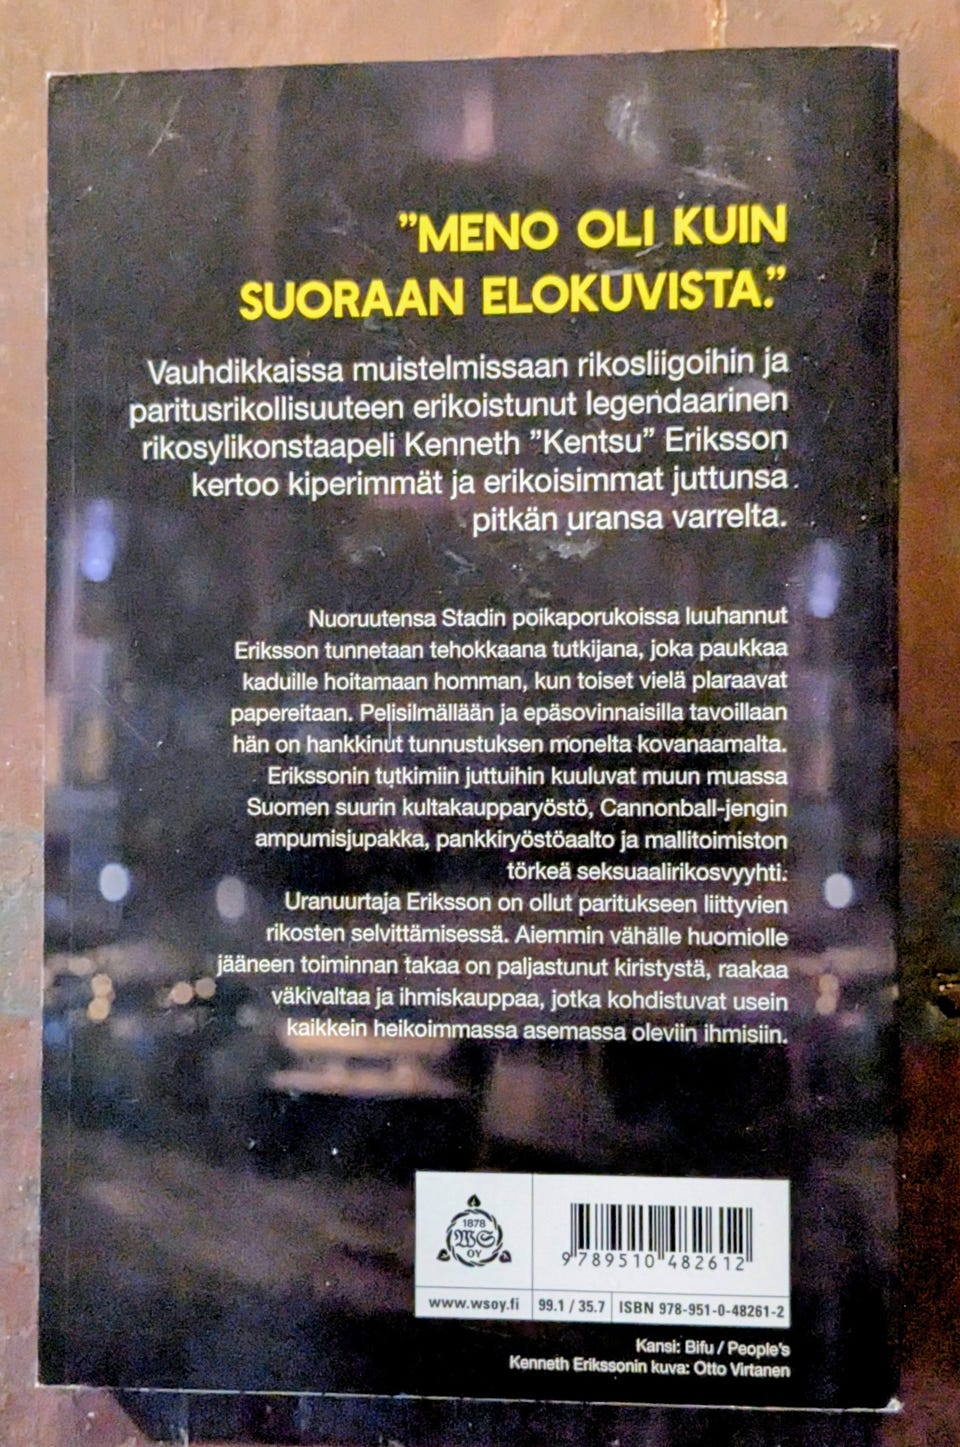 ”MENO OLI KUIN
SUORAAN ELOKUVISTA.”
Vauhdikkaissa muistelmissaan rikosliigoihin ja
paritusrikollisuuteen erikoistunut legendaarinen
rikosylikonstaapeli Kenneth ”Kentsu” Eriksson
kertoo kiperimmät ja erikoisimmat juttunsa
pitkän uransa varrelta.
Nuoruutensa Stadin poikaporukoissa luuhannut
Eriksson tunnetaan tehokkaana tutkijana, joka paukkaa
kaduille hoitamaan homman, kun toiset vielä plaraavat
papereitaan. Pelisilmällään ja epäsovinnaisilla tavoillaan
hän on hankkinut tunnustuksen monelta kovanaamalta.
Erikssonin tutkimiin juttuihin kuuluvat muun muassa
Suomen suurin kultakaupparyöstö, Cannonball-jengin
ampumisjupakka, pankkiryöstöaalto ja mallitoimiston
törkeä seksuaalirikosvyyhti.
Uranuurtaja Eriksson on ollut paritukseen liittyvien
rikosten selvittämisessä. Aiemmin vähälle huomiolle
jääneen toiminnan takaa on paljastunut kiristystä, raakaa
väkivaltaa ja ihmiskauppaa, jotka kohdistuvat usein
kaikkein heikoimmassa asemassa oleviin ihmisiin.
1878
WS
OY
9 789510 482612
www.wsoy.fi 99.1 / 35.7 ISBN 978-951-0-48261-2
Kansi: Bifu / People's
Kenneth Erikssonin kuva: Otto Virtanen